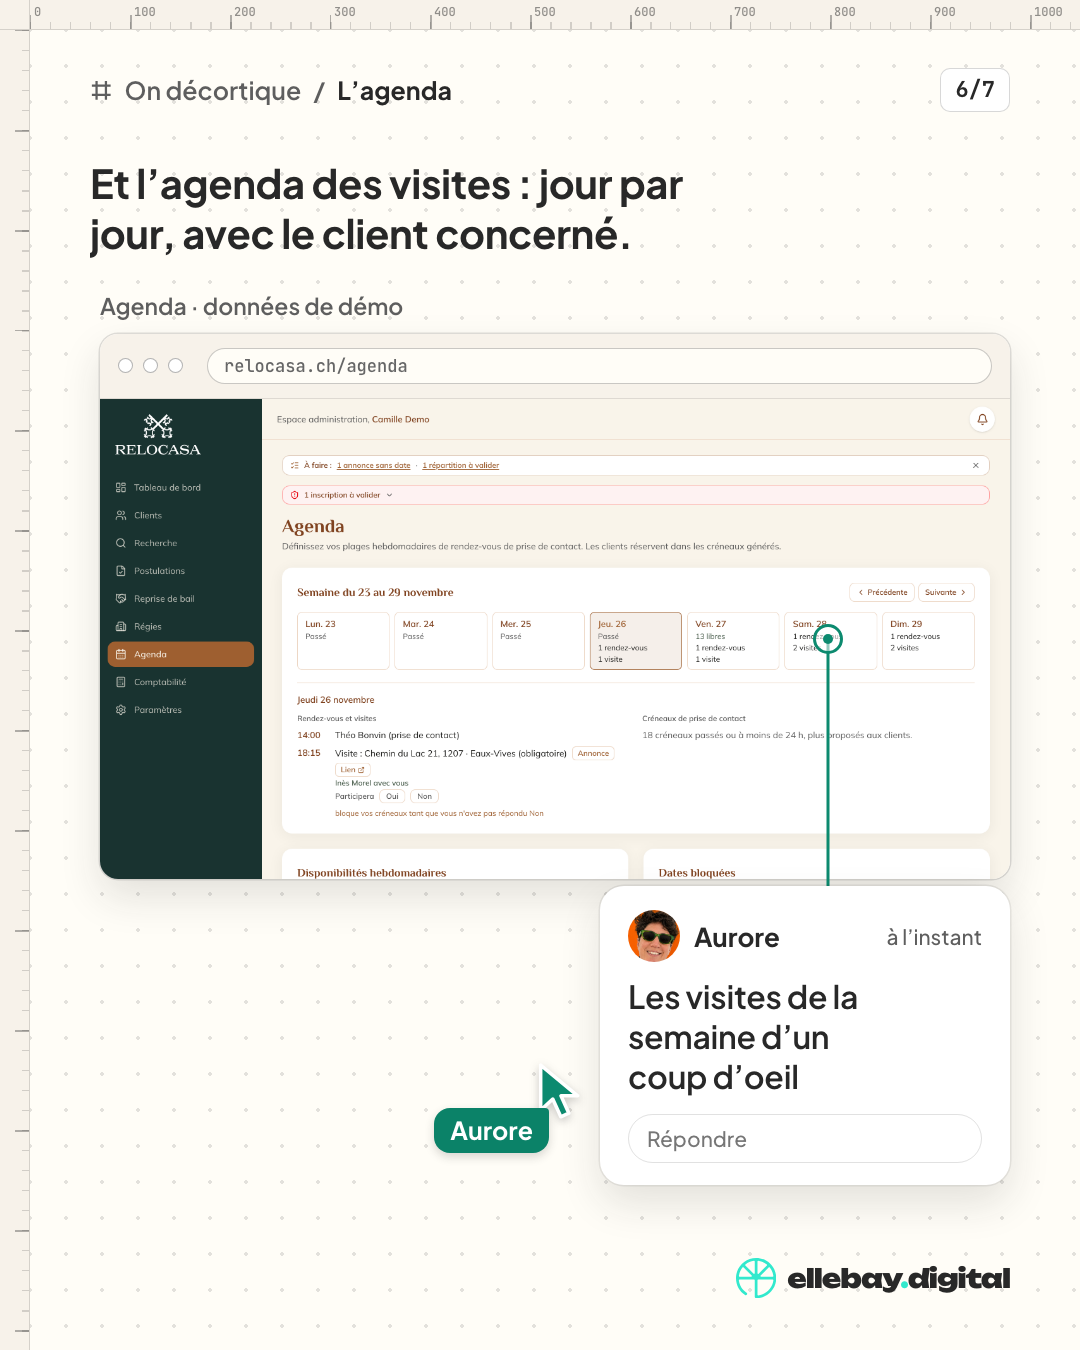 0 100 200 300 400 500 600 700 800 900 1000
On décortique / L’agenda
6/7
Et l’agenda des visites : jour par
jour, avec le client concerné.
Agenda · données de démo
relocasa.ch/agenda
RELOCASA
Tableau de bord
Clients
Recherche
Postulations
Reprise de bail
Régies
Agenda
Comptabilité
Paramètres
Espace administration, Camille Demo
À faire : 1 annonce sans date · 1 répartition à valider
1 inscription à valider
Agenda
Définissez vos plages hebdomadaires de rendez-vous de prise de contact. Les clients réservent dans les créneaux générés.
Semaine du 23 au 29 novembre
Précédente
Suivante
Lun. 23
Passé
Mar. 24
Passé
Mer. 25
Passé
Jeu. 26
Passé
1 rendez-vous
1 visite
Ven. 27
13 libres
1 rendez-vous
1 visite
Sam. 28
1 rendez-vous
2 visites
Dim. 29
1 rendez-vous
2 visites
Jeudi 26 novembre
Rendez-vous et visites
14:00 Théo Bonvin (prise de contact)
18:15 Visite : Chemin du Lac 21, 1207 · Eaux-Vives (obligatoire) Annonce
Lien
Inès Morel avec vous
Participera Oui Non
bloque vos créneaux tant que vous n'avez pas répondu Non
Créneaux de prise de contact
18 créneaux passés ou à moins de 24 h, plus proposés aux clients.
Disponibilités hebdomadaires
Dates bloquées
Aurore
à l’instant
Les visites de la
semaine d’un
coup d’oeil
Répondre
Aurore
ellebay.digital